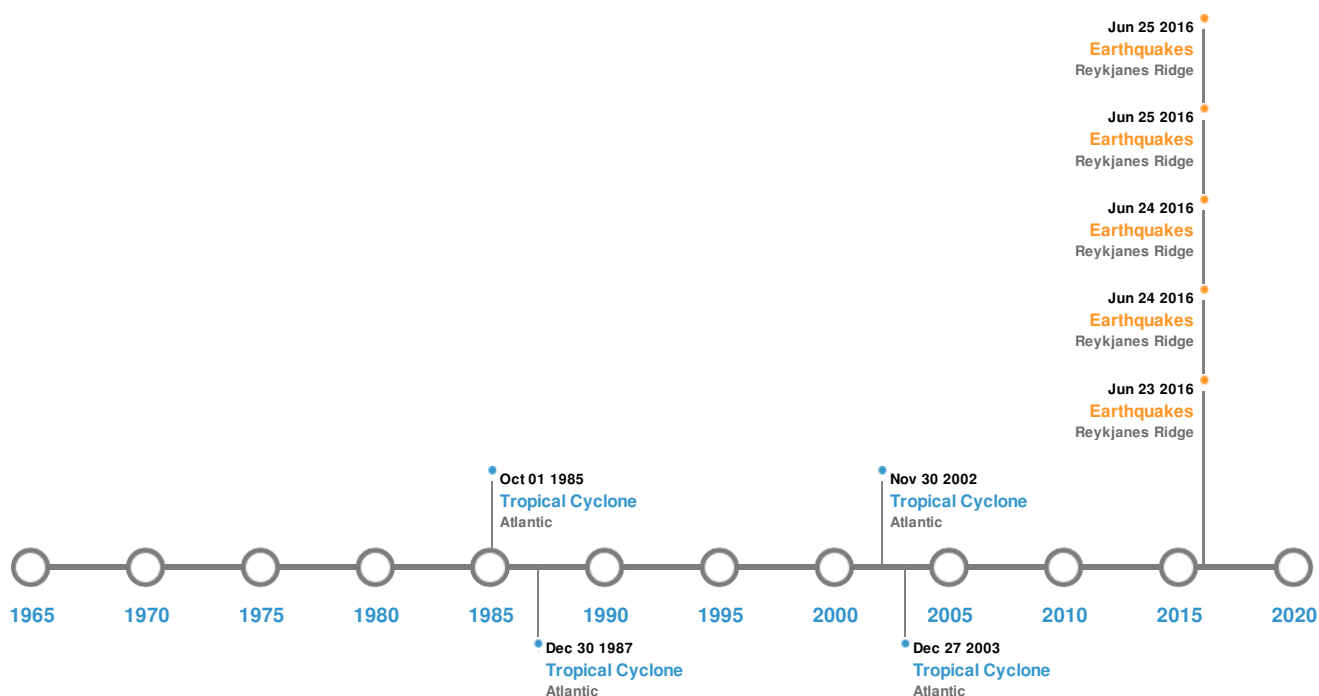 Jun 25 2016
Earthquakes
Reykjanes Ridge
Jun 25 2016
Earthquakes
Reykjanes Ridge
Jun 24 2016
Earthquakes
Reykjanes Ridge
Jun 24 2016
Earthquakes
Reykjanes Ridge
Jun 23 2016
Earthquakes
Reykjanes Ridge
Oct 01 1985
Tropical Cyclone
Atlantic
Nov 30 2002
Tropical Cyclone
Atlantic
1965 1970 1975 1980 1985 1990 1995 2000 2005 2010 2015 2020
Dec 30 1987
Tropical Cyclone
Atlantic
Dec 27 2003
Tropical Cyclone
Atlantic